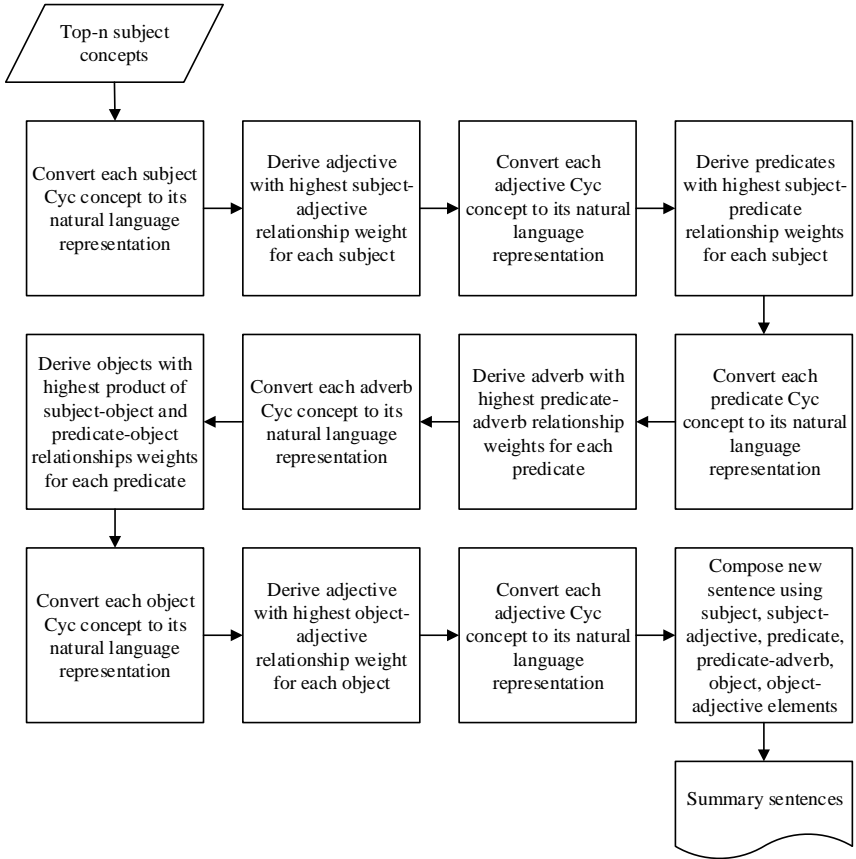 Top-n subject
concepts
Convert each subject
Cyc concept to its
natural language
representation
Derive adjective
with highest subject-
adjective
relationship weight
for each subject
Convert each
adjective Cyc
concept to its natural
language
representation
Derive predicates
with highest subject-
predicate
relationship weights
for each subject
Convert each
predicate Cyc
concept to its natural
language
representation
Derive adverb with
highest predicate-
adverb relationship
weights for each
predicate
Convert each adverb
Cyc concept to its
natural language
representation
Derive objects with
highest product of
subject-object and
predicate-object
relationships weights
for each predicate
Convert each object
Cyc concept to its
natural language
representation
Derive adjective
with highest object-
adjective
relationship weight
for each object
Convert each
adjective Cyc
concept to its natural
language
representation
Compose new
sentence using
subject, subject-
adjective, predicate,
predicate-adverb,
object, object-
adjective elements
Summary sentences